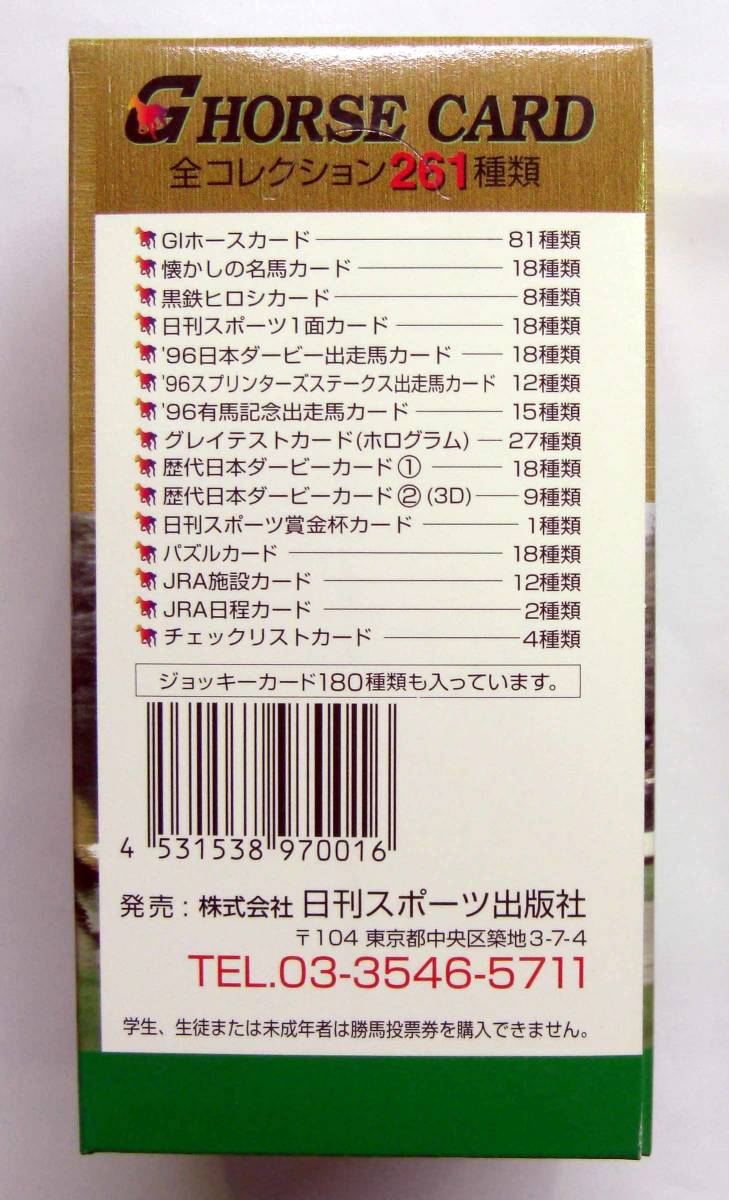 G HORSE CARD
全コレクション261種類
GIホースカード 81種類
懐かしの名馬カード 18種類
黒鉄ヒロシカード 8種類
日刊スポーツ1面カード 18種類
'96日本ダービー出走馬カード 18種類
'96スプリンターズステークス出走馬カード 12種類
'96有馬記念出走馬カード 15種類
グレイテストカード(ホログラム) 27種類
歴代日本ダービーカード① 18種類
歴代日本ダービーカード②(3D) 9種類
日刊スポーツ賞金杯カード 1種類
パズルカード 18種類
JRA施設カード 12種類
JRA日程カード 2種類
チェックリストカード 4種類
ジョッキーカード180種類も入っています。
4 531538 970016
発売:株式会社 日刊スポーツ出版社
〒104 東京都中央区築地3-7-4
TEL.03-3546-5711
学生、生徒または未成年者は勝馬投票券を購入できません。